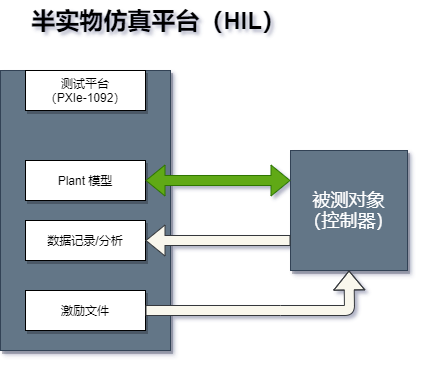 半实物仿真平台（HIL）
测试平台
（PXIe-1092）
Plant 模型
数据记录/分析
激励文件
被测对象
（控制器）